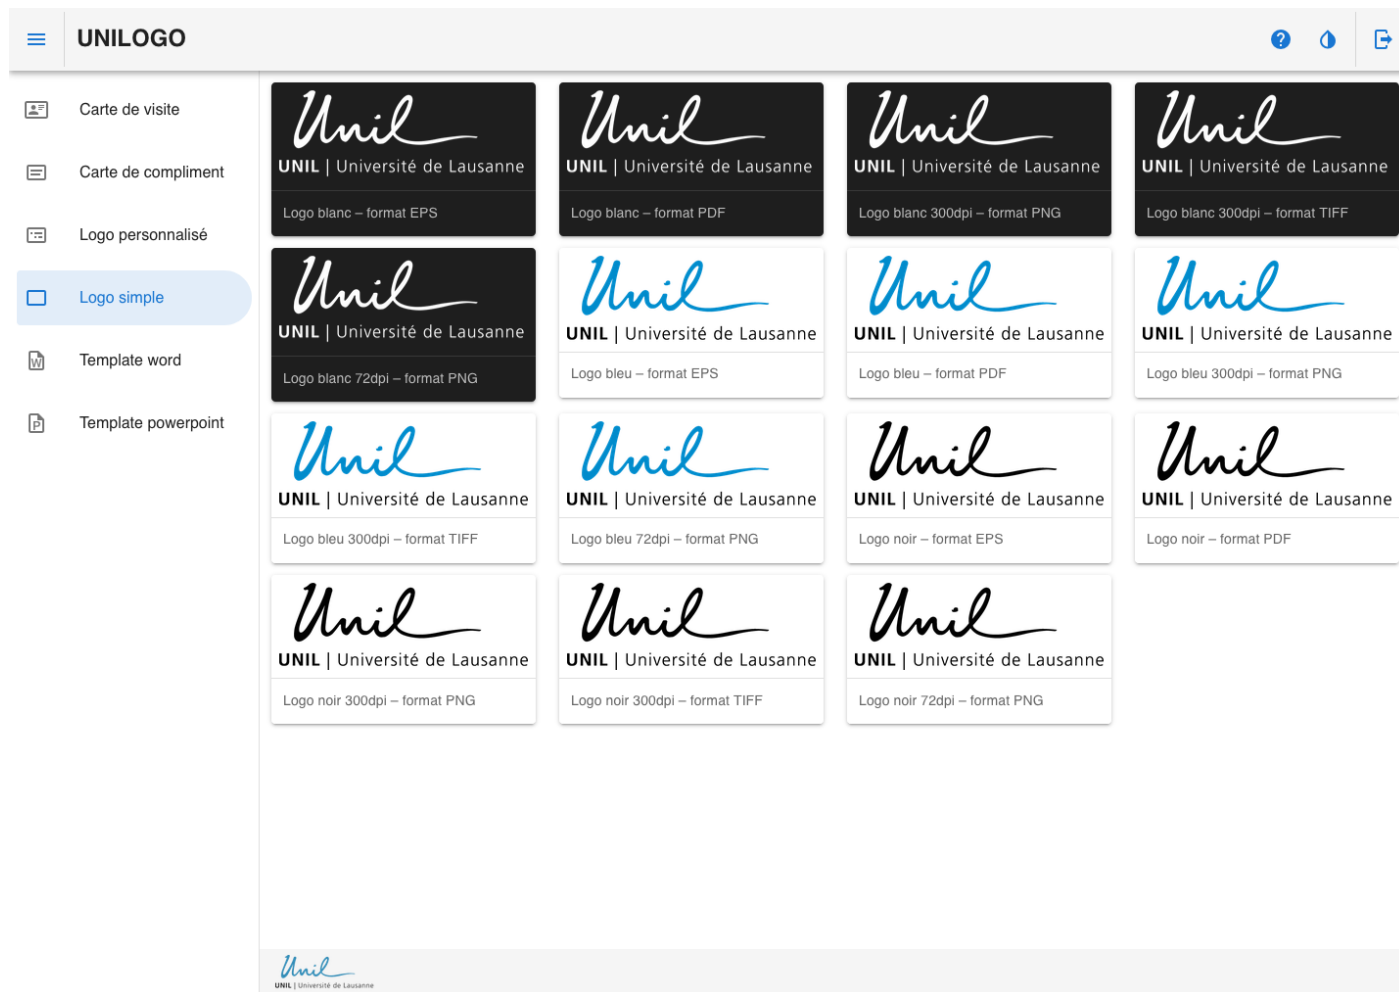 UNILOGO
Carte de visite
Carte de compliment
Logo personnalisé
Logo simple
Template word
Template powerpoint
Unil
UNIL | Université de Lausanne
Logo blanc – format EPS
Unil
UNIL | Université de Lausanne
Logo blanc – format PDF
Unil
UNIL | Université de Lausanne
Logo blanc 300dpi – format PNG
Unil
UNIL | Université de Lausanne
Logo blanc 300dpi – format TIFF
Unil
UNIL | Université de Lausanne
Logo blanc 72dpi – format PNG
Unil
UNIL | Université de Lausanne
Logo bleu – format EPS
Unil
UNIL | Université de Lausanne
Logo bleu – format PDF
Unil
UNIL | Université de Lausanne
Logo bleu 300dpi – format PNG
Unil
UNIL | Université de Lausanne
Logo bleu 300dpi – format TIFF
Unil
UNIL | Université de Lausanne
Logo bleu 72dpi – format PNG
Unil
UNIL | Université de Lausanne
Logo noir – format EPS
Unil
UNIL | Université de Lausanne
Logo noir – format PDF
Unil
UNIL | Université de Lausanne
Logo noir 300dpi – format PNG
Unil
UNIL | Université de Lausanne
Logo noir 300dpi – format TIFF
Unil
UNIL | Université de Lausanne
Logo noir 72dpi – format PNG
Unil
UNIL | Université de Lausanne